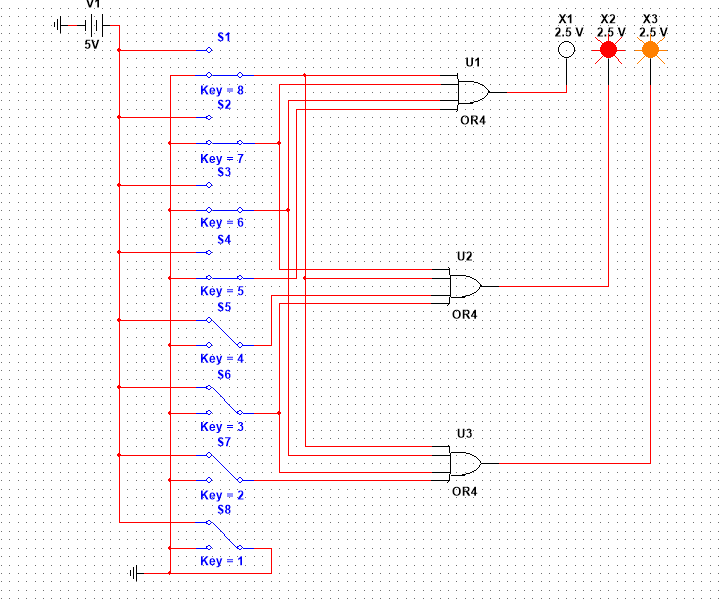 V1
5V
S1
Key = 8
S2
Key = 7
S3
Key = 6
S4
Key = 5
S5
Key = 4
S6
Key = 3
S7
Key = 2
S8
Key = 1
U1
OR4
U2
OR4
U3
OR4
X1 X2 X3
2.5 V 2.5 V 2.5 V